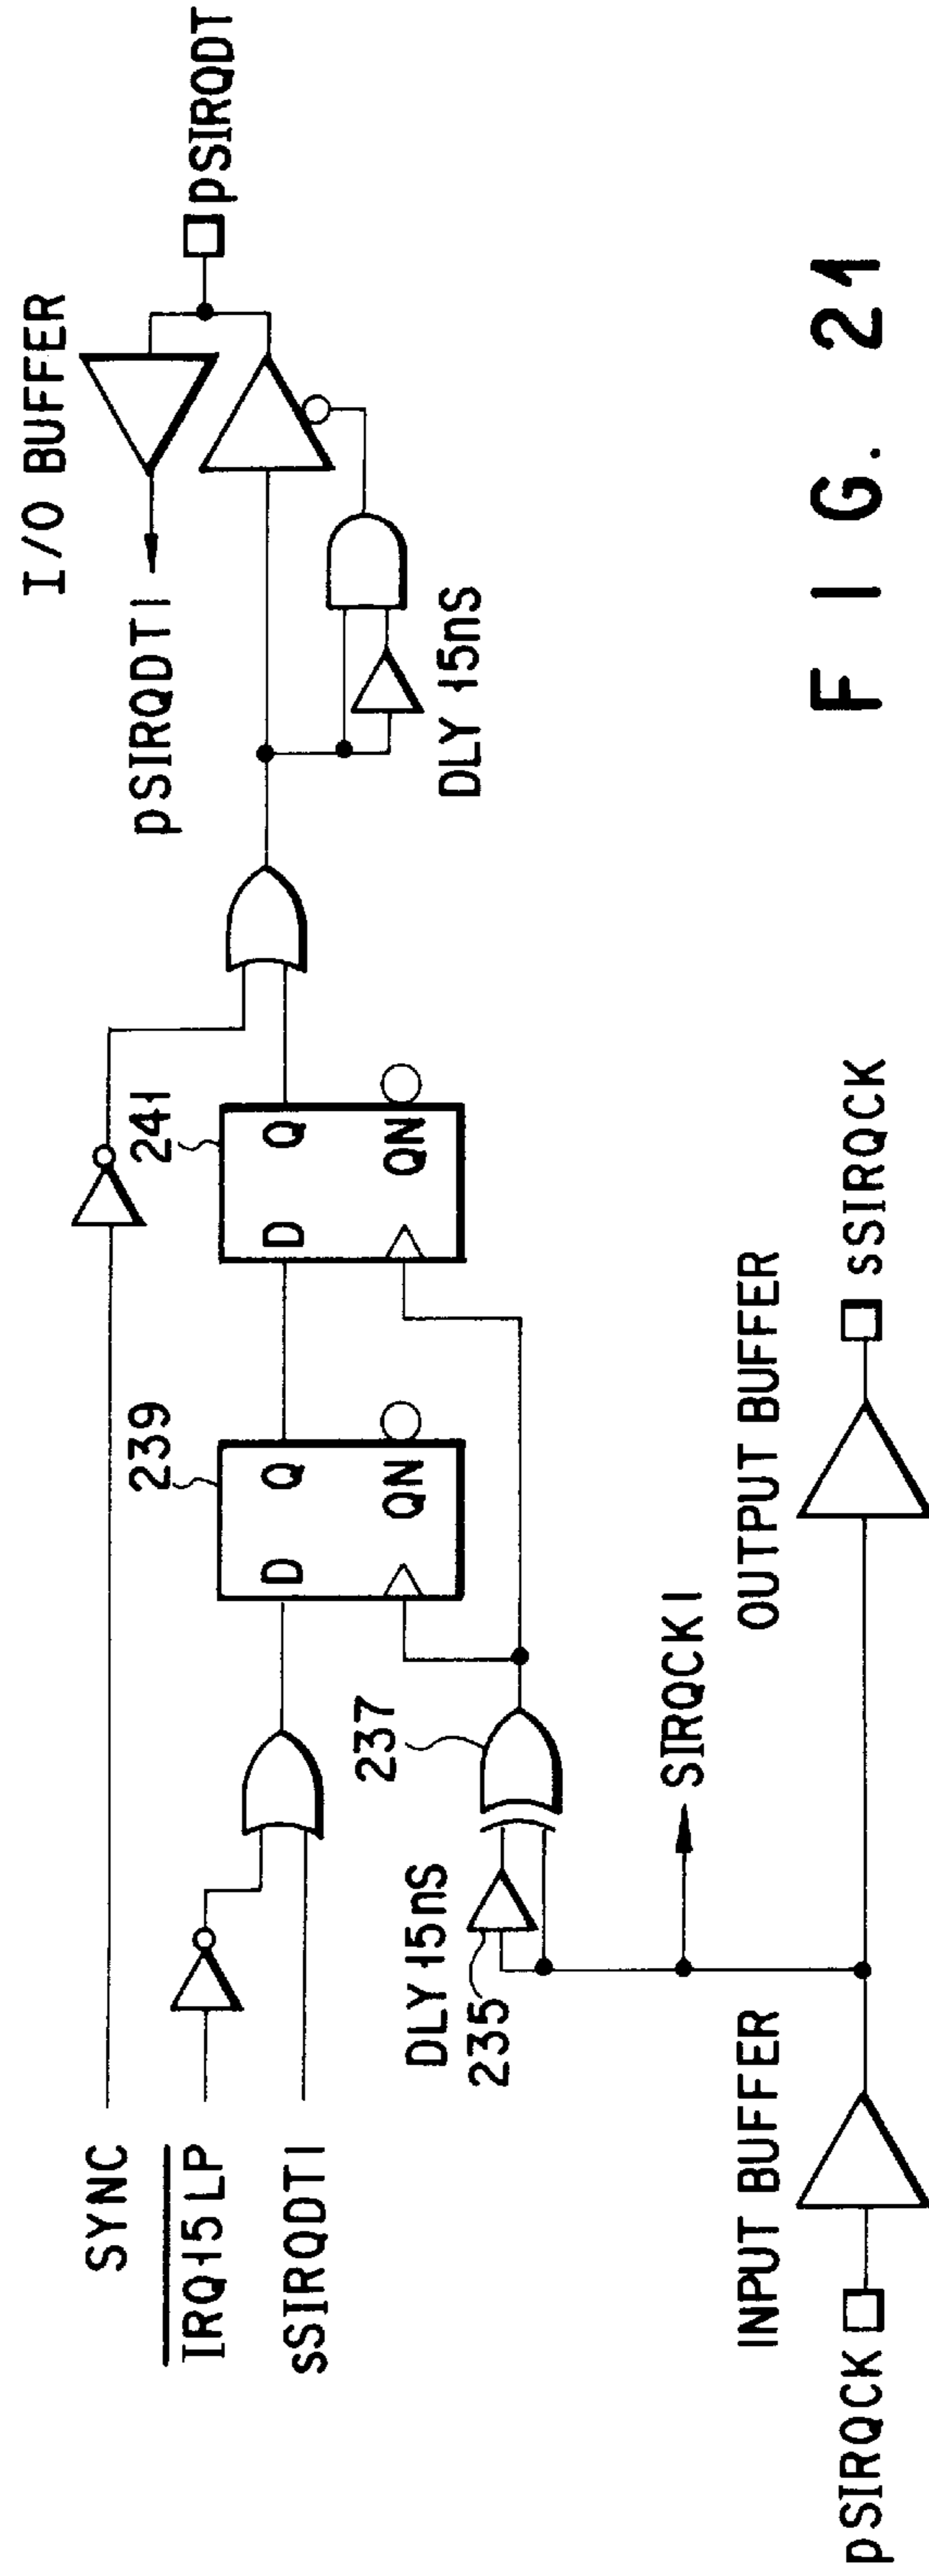 I/O BUFFER
pSIRQDT
pSIRQDTI
DLY 15nS
SYNC
IRQ15LP
sSIRQDTI
239
D
Q
QN
241
D
Q
QN
DLY 15nS
235
237
SIRQCKI
INPUT BUFFER
pSIRQCK
OUTPUT BUFFER
sSIRQCK
FIG. 21